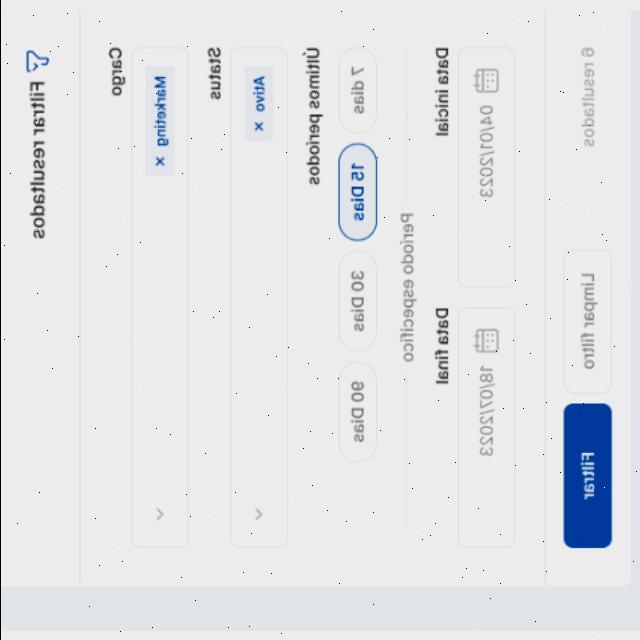 Filtrar resultados
Cargo
Marketing ×
Status
Ativo ×
Últimos períodos
7 dias
15 Dias
30 Dias
90 Dias
Período específico
Data inicial
Data final
04/01/2023
18/07/2023
6 resultados
Limpar filtro
Filtrar